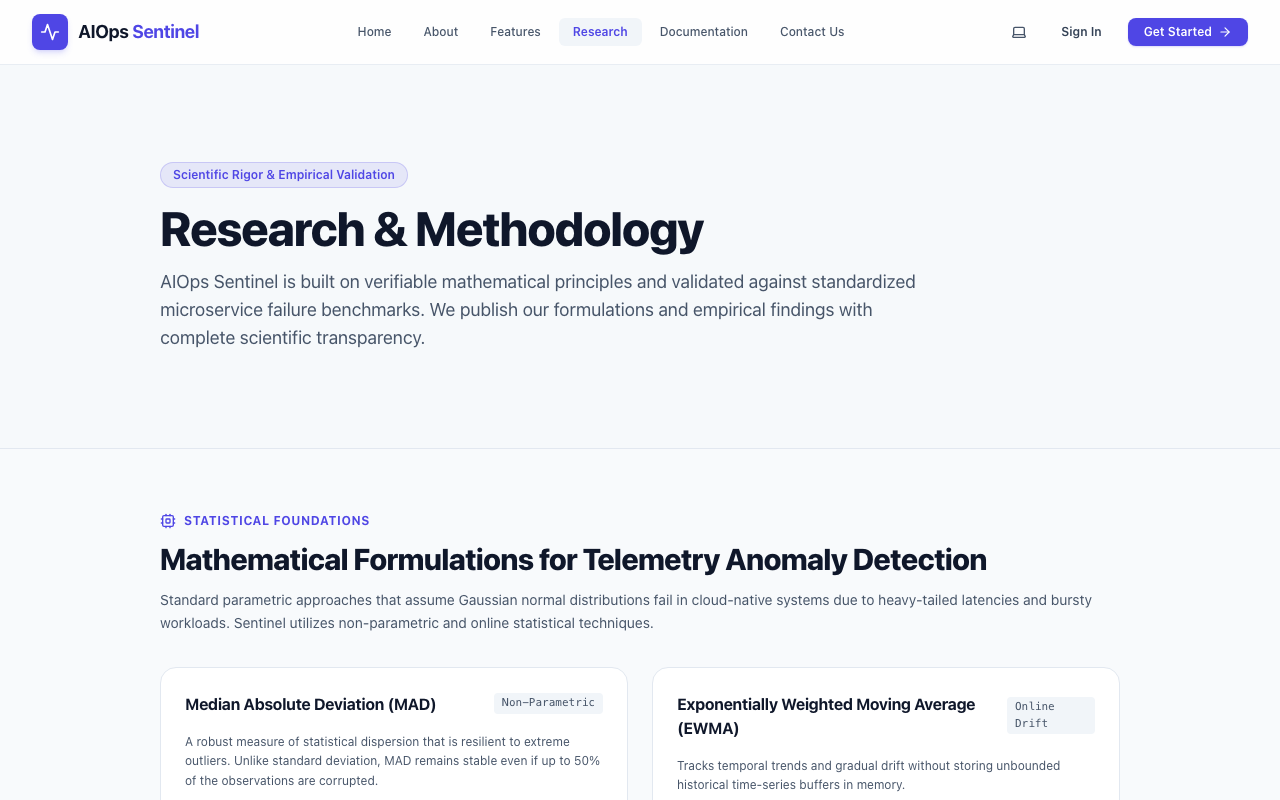 AIOps Sentinel
Home
About
Features
Research
Documentation
Contact Us
Sign In
Get Started
Scientific Rigor & Empirical Validation
Research & Methodology
AIOps Sentinel is built on verifiable mathematical principles and validated against standardized
microservice failure benchmarks. We publish our formulations and empirical findings with
complete scientific transparency.
STATISTICAL FOUNDATIONS
Mathematical Formulations for Telemetry Anomaly Detection
Standard parametric approaches that assume Gaussian normal distributions fail in cloud-native systems due to heavy-tailed latencies and bursty
workloads. Sentinel utilizes non-parametric and online statistical techniques.
Median Absolute Deviation (MAD)
Non-Parametric
A robust measure of statistical dispersion that is resilient to extreme
outliers. Unlike standard deviation, MAD remains stable even if up to 50%
of the observations are corrupted.
Exponentially Weighted Moving Average
(EWMA)
Online
Drift
Tracks temporal trends and gradual drift without storing unbounded
historical time-series buffers in memory.